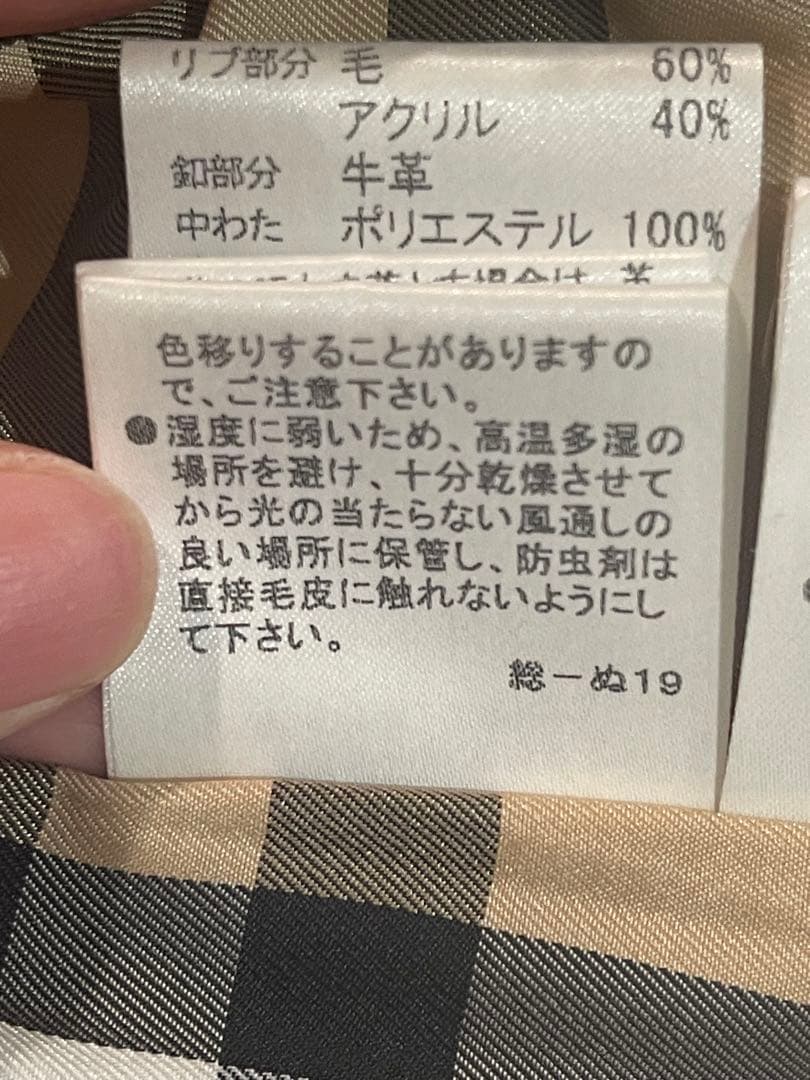 リブ部分 毛 60%
アクリル 40%
釦部分 牛革
中わた ポリエステル 100%
色移りすることがありますの
で、ご注意下さい。
●湿度に弱いため、高温多湿の
場所を避け、十分乾燥させて
から光の当たらない風通しの
良い場所に保管し、防虫剤は
直接毛皮に触れないようにし
て下さい。
総ーぬ19